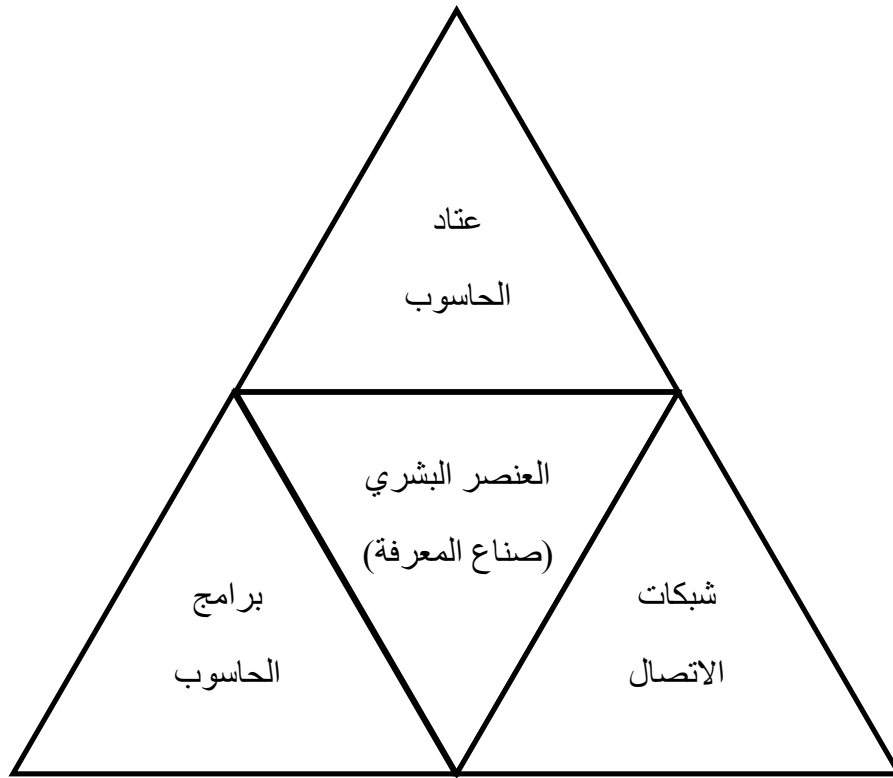 عتاد
الحاسوب
العنصر البشري
(صناع المعرفة)
شبكات
الاتصال
برامج
الحاسوب